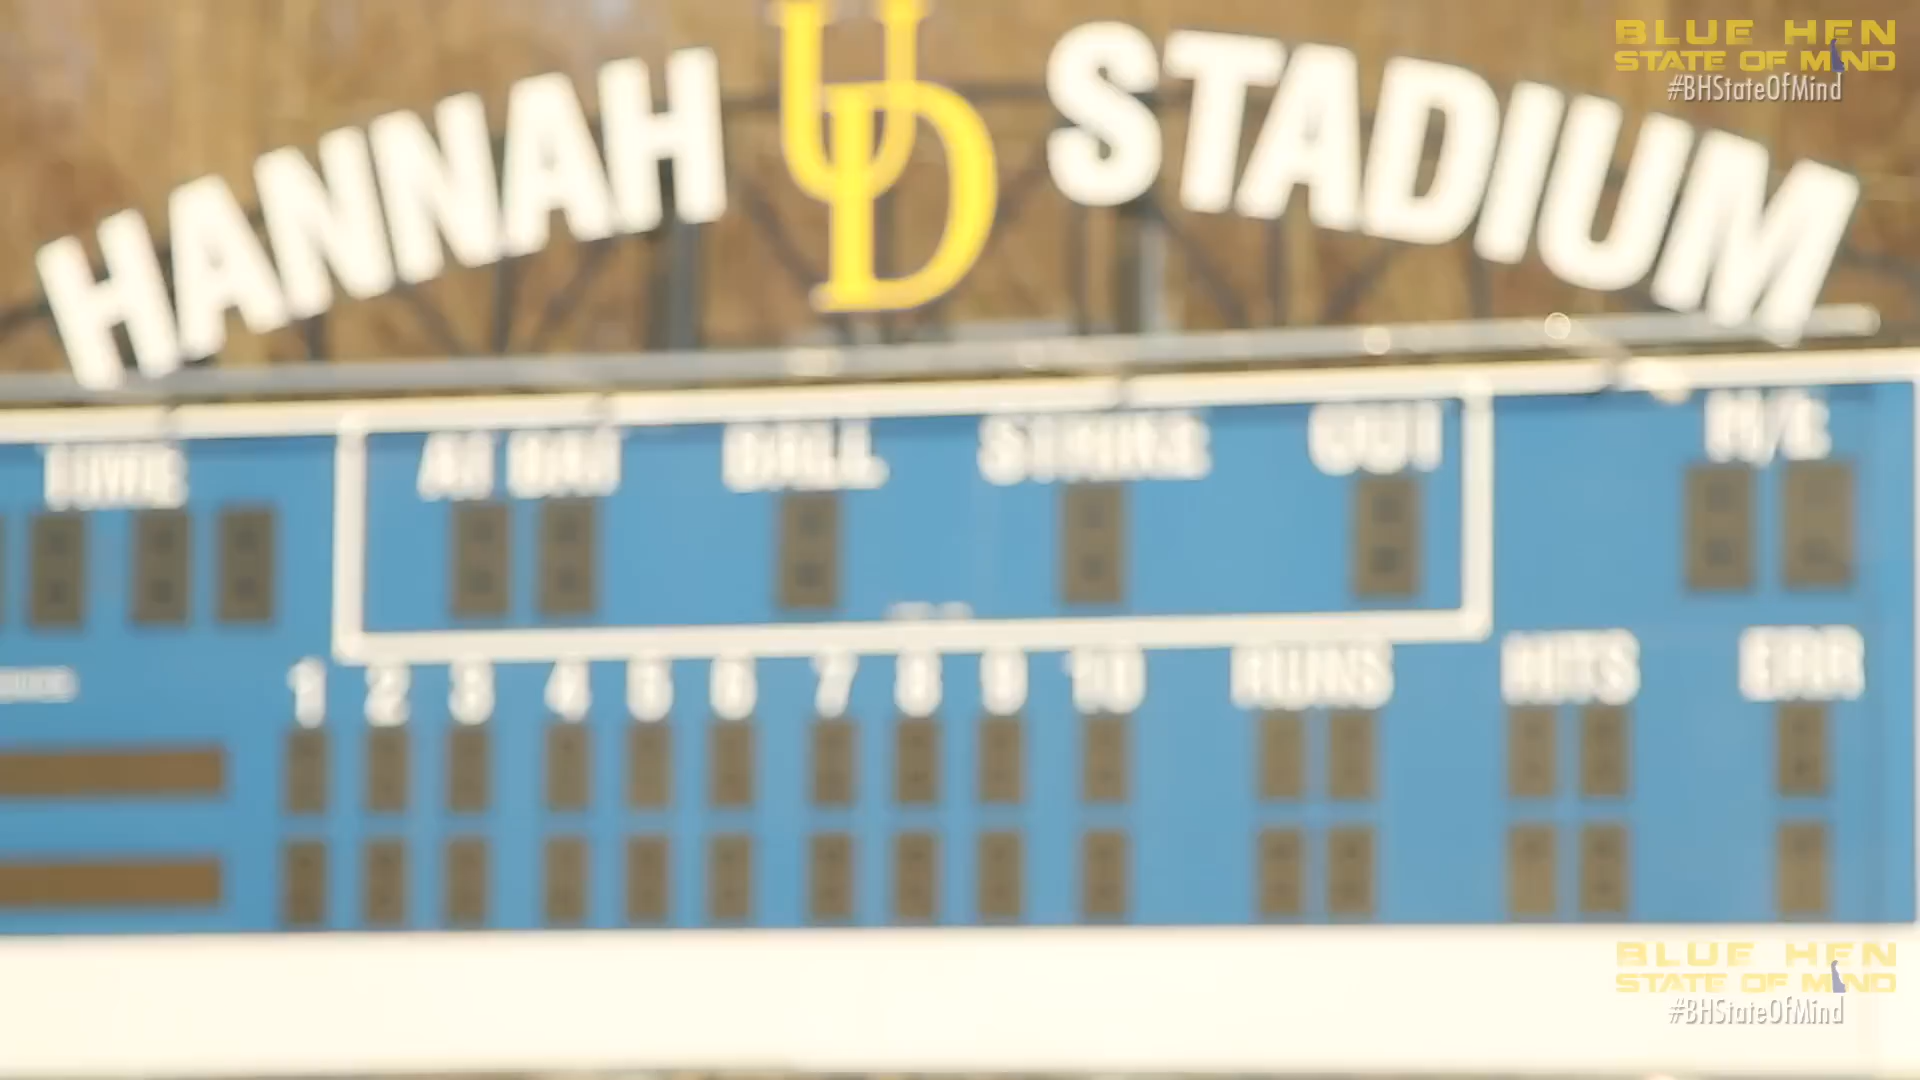 HANNAH UD STADIUM
BLUE HEN
STATE OF MIND
#BHStateOfMind
TIME AT BAT BALL STRIKE OUT H/E
1 2 3 4 5 6 7 8 9 10 RUNS HITS ERR
BLUE HEN
STATE OF MIND
#BHStateOfMind